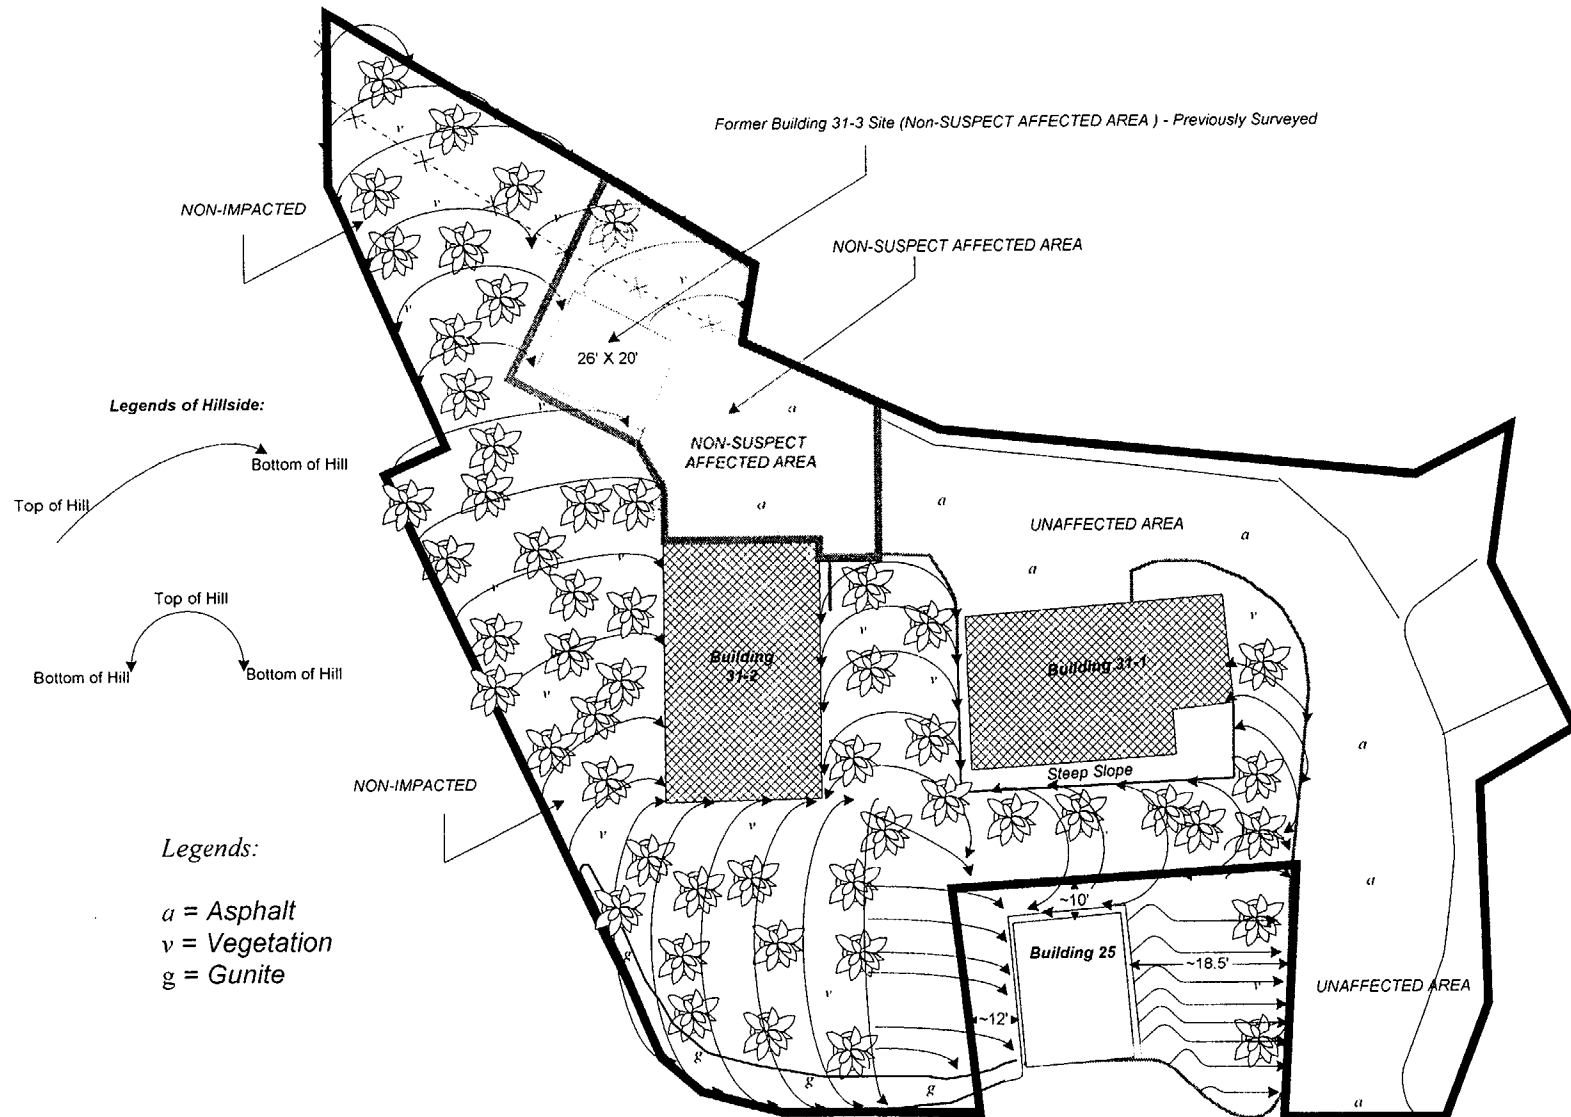 Former Building 31-3 Site (Non-SUSPECT AFFECTED AREA ) - Previously Surveyed
v
NON-IMPACTED
v
v
NON-SUSPECT AFFECTED AREA
v
v
v
26' X 20'
Legends of Hillside:
v
a
NON-SUSPECT
AFFECTED AREA
Bottom of Hill
Top of Hill
a
a
UNAFFECTED AREA
a
v
v
a
v
Top of Hill
v
v
v
v
Building
31-2
Building 31-1
Bottom of Hill
Bottom of Hill
v
v
a
Steep Slope
NON-IMPACTED
v
v
v
Legends:
a = Asphalt
v = Vegetation
g = Gunite
v
a
~10'
Building 25
g
~18.5'
v
v
UNAFFECTED AREA
~12'
g
g
g
a